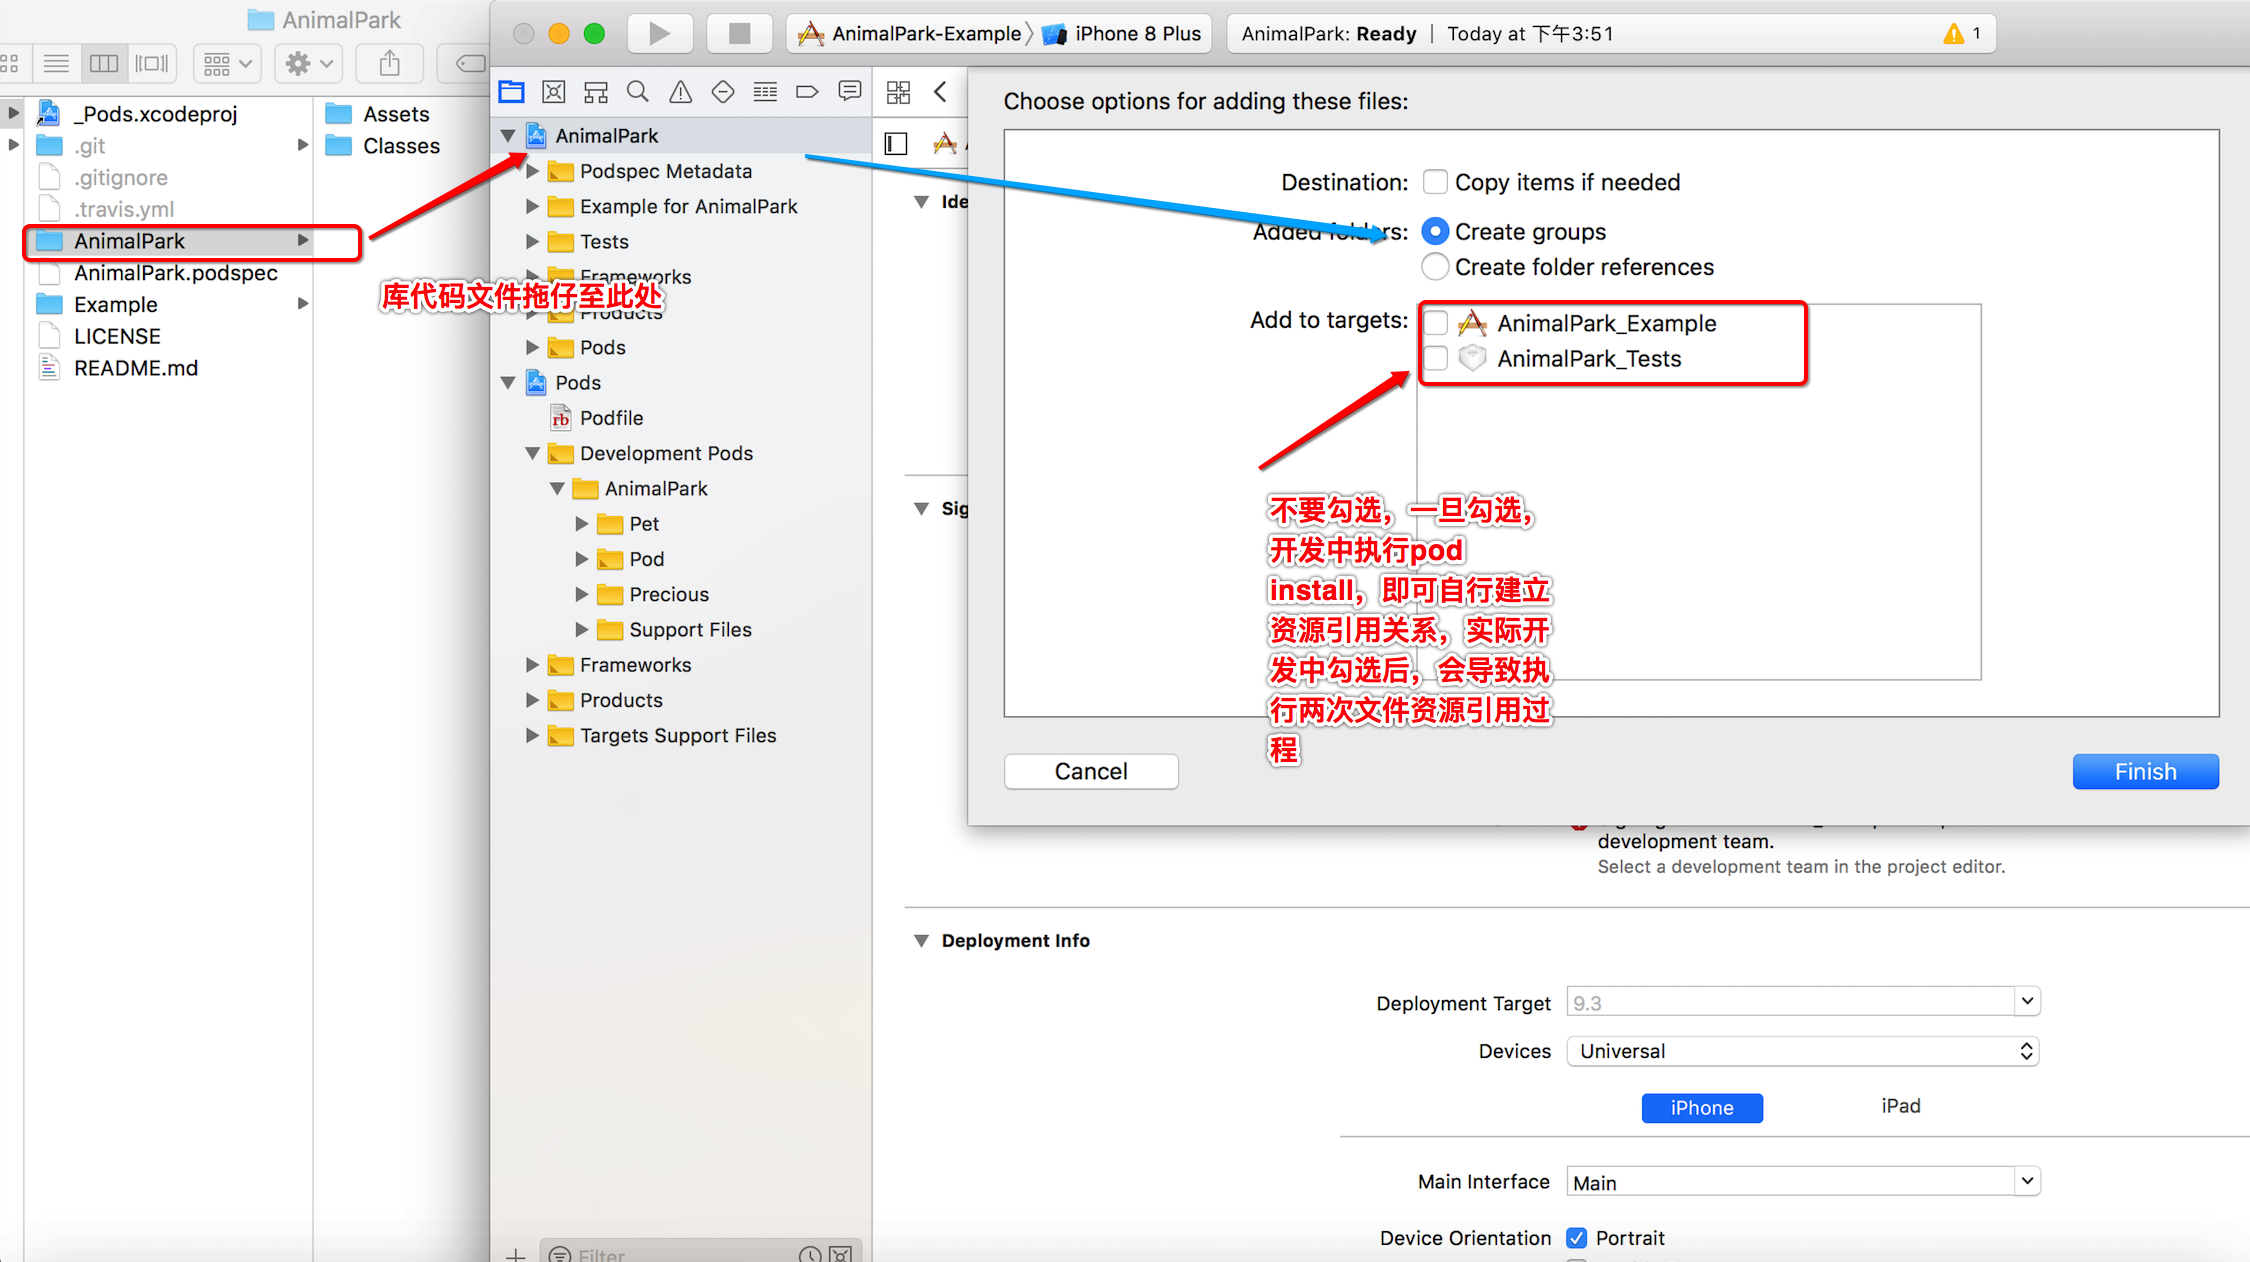 AnimalPark
_Pods.xcodeproj
.git
.gitignore
.travis.yml
AnimalPark
AnimalPark.podspec
Example
LICENSE
README.md
Assets
Classes
AnimalPark-Example
iPhone 8 Plus
AnimalPark: Ready
Today at 下午3:51
1
AnimalPark
Podspec Metadata
Example for AnimalPark
Tests
Frameworks
库代码文件拖仔至此处
Products
Pods
Pods
Podfile
Development Pods
AnimalPark
Pet
Pod
Precious
Support Files
Frameworks
Products
Targets Support Files
Filter
Ide
Sig
Choose options for adding these files:
Destination:
Copy items if needed
Added folders:
Create groups
Create folder references
Add to targets:
AnimalPark_Example
AnimalPark_Tests
不要勾选，一旦勾选，
开发中执行pod
install，即可自行建立
资源引用关系，实际开
发中勾选后，会导致执
行两次文件资源引用过
程
Cancel
Finish
development team.
Select a development team in the project editor.
Deployment Info
Deployment Target
9.3
Devices
Universal
iPhone
iPad
Main Interface
Main
Device Orientation
Portrait